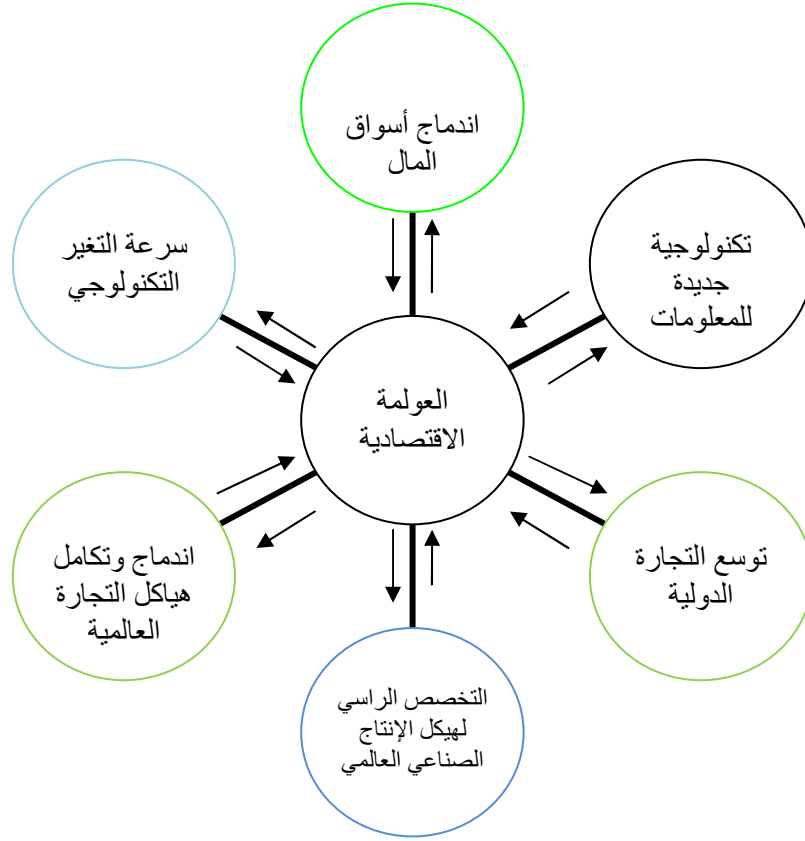 اندماج أسواق
المال
تكنولوجية
جديدة
للمعلومات
سرعة التغير
التكنولوجي
العولمة
الاقتصادية
توسع التجارة
الدولية
اندماج وتكامل
هياكل التجارة
العالمية
التخصص الراسي
لهيكل الإنتاج
الصناعي العالمي